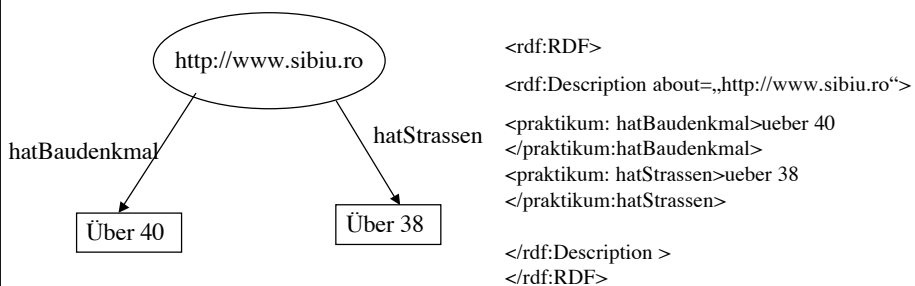 http://www.sibiu.ro
hatBaudenkmal
hatStrassen
Über 40
Über 38
<rdf:RDF>
<rdf:Description about=„http://www.sibiu.ro“>
<praktikum: hatBaudenkmal>ueber 40
</praktikum:hatBaudenkmal>
<praktikum: hatStrassen>ueber 38
</praktikum:hatStrassen>
</rdf:Description >
</rdf:RDF>